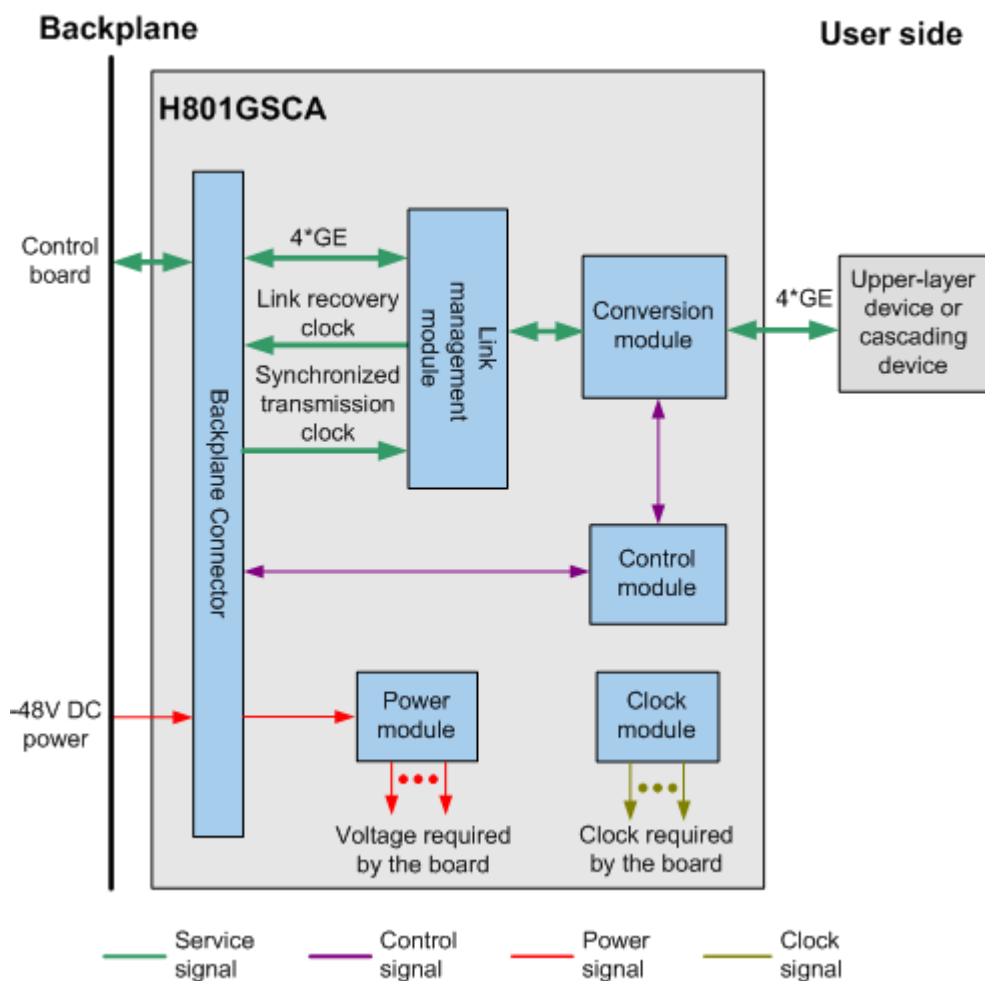 Backplane
User side
H801GSCA
Control
board
4*GE
Link recovery
clock
Synchronized
transmission
clock
Backplane Connector
Link
management
module
Conversion
module
4*GE
Upper-layer
device or
cascading
device
Control
module
-48V DC
power
Power
module
Clock
module
Voltage required
by the board
Clock required
by the board
Service
signal
Control
signal
Power
signal
Clock
signal